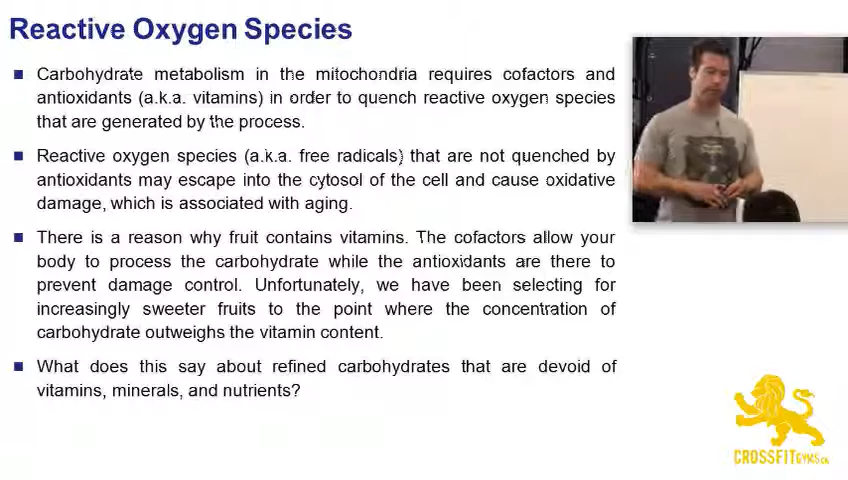 Reactive Oxygen Species
Carbohydrate metabolism in the mitochondria requires cofactors and
antioxidants (a.k.a. vitamins) in order to quench reactive oxygen species
that are generated by the process.
Reactive oxygen species (a.k.a. free radicals) that are not quenched by
antioxidants may escape into the cytosol of the cell and cause oxidative
damage, which is associated with aging.
There is a reason why fruit contains vitamins. The cofactors allow your
body to process the carbohydrate while the antioxidants are there to
prevent damage control. Unfortunately, we have been selecting for
increasingly sweeter fruits to the point where the concentration of
carbohydrate outweighs the vitamin content.
What does this say about refined carbohydrates that are devoid of
vitamins, minerals, and nutrients?
CROSSFITGYMS.CA